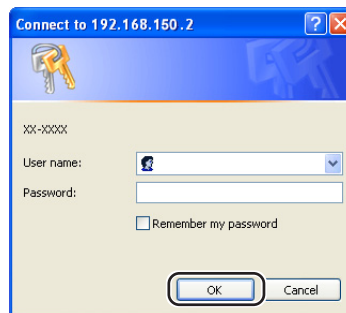 Connect to 192.168.150.2
XX-XXXX
User name:
Password:
Remember my password
OK Cancel